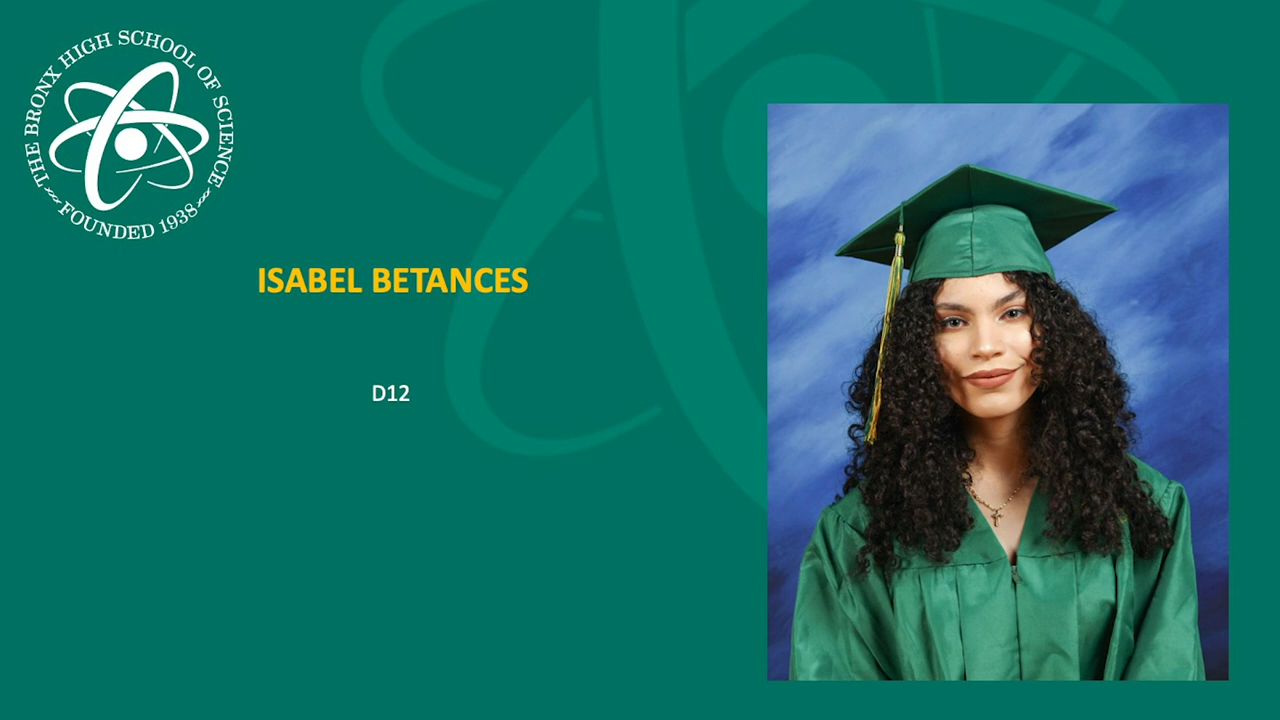 THE BRONX HIGH SCHOOL OF SCIENCE
FOUNDED 1938
ISABEL BETANCES
D12